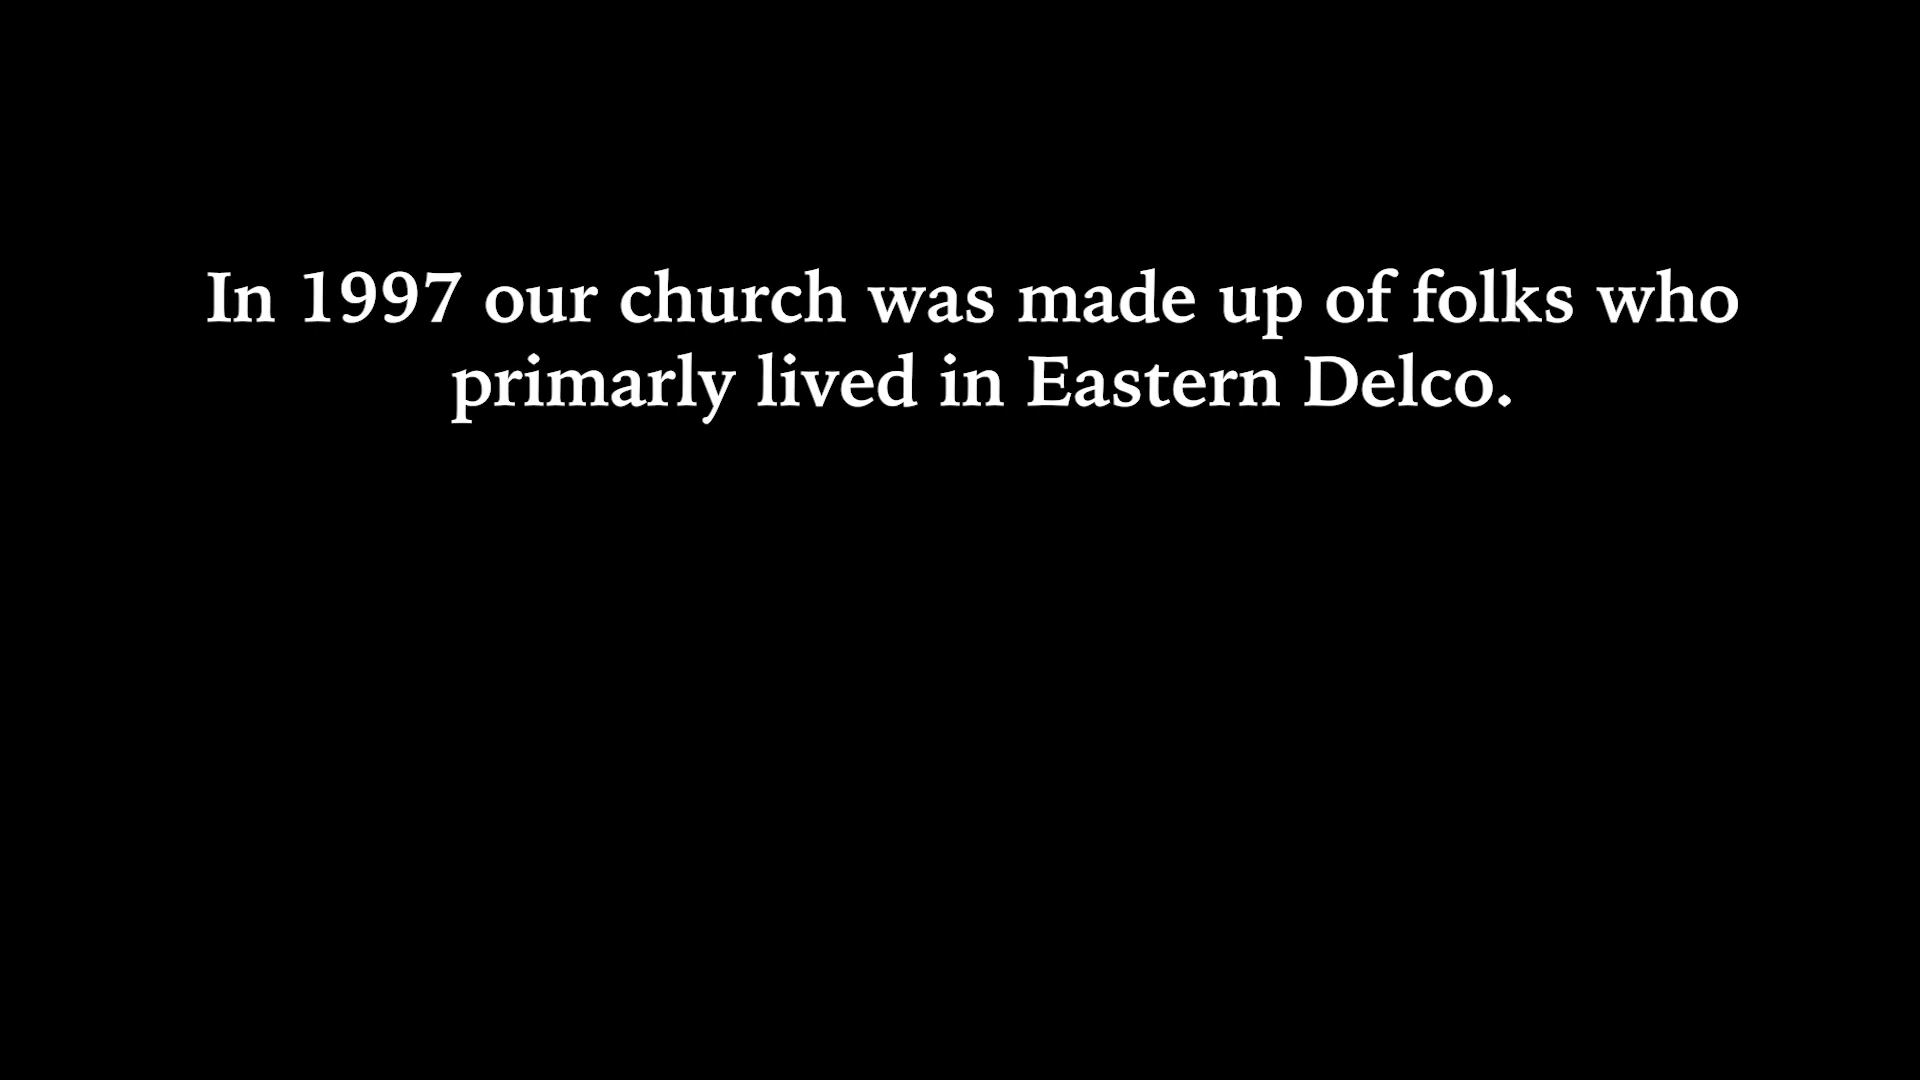 In 1997 our church was made up of folks who
primarly lived in Eastern Delco.